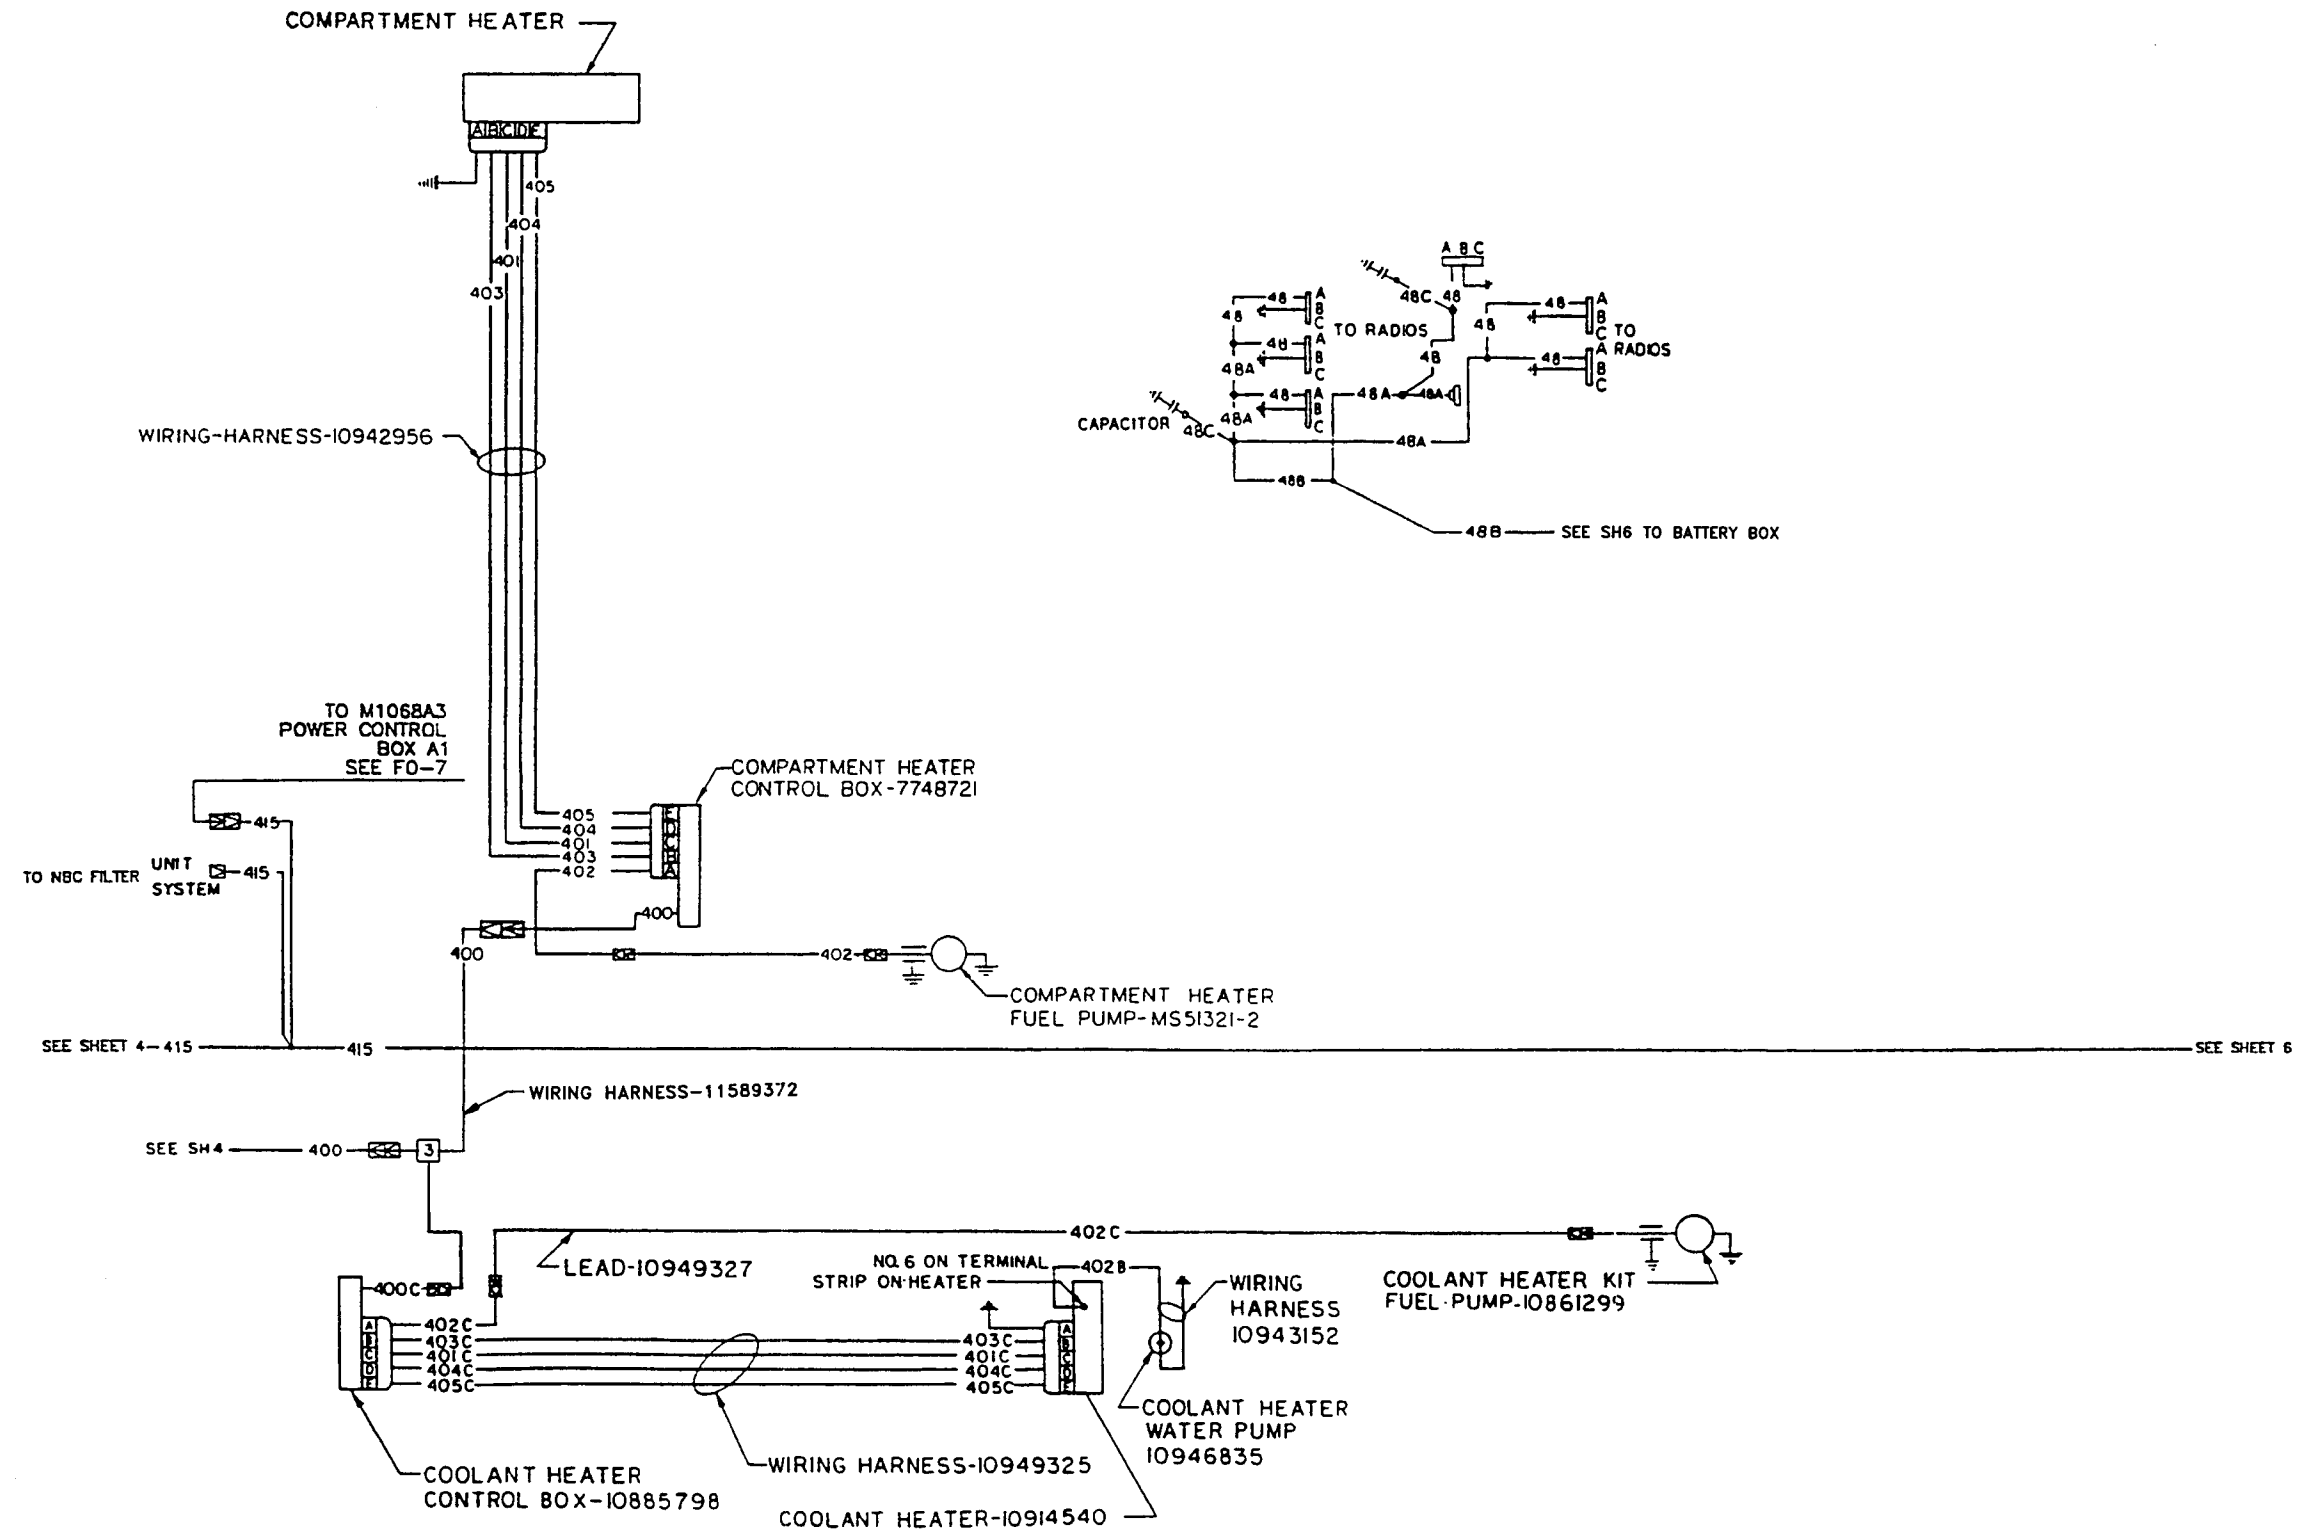 COMPARTMENT HEATER
A B C D E
405
404
401
403
WIRING-HARNESS-10942956
A B C
48C 48
48 A
48 B
C
TO RADIOS
48 A
48A B
C
48 A
48A B
C
CAPACITOR
48C
48
48A
48A
48 A
48 B
C
TO
RADIOS
48 A
B
C
48A
48B
48B
SEE SH6 TO BATTERY BOX
TO M1068A3
POWER CONTROL
BOX A1
SEE FO-7
415
TO NBC FILTER
UNIT
SYSTEM
415
COMPARTMENT HEATER
CONTROL BOX-7748721
405 E
404 D
401 C
403 B
402 A
400
400
402
COMPARTMENT HEATER
FUEL PUMP-MS51321-2
SEE SHEET 4-415
415
SEE SHEET 6
WIRING HARNESS-11589372
SEE SH4
400
3
402C
LEAD-10949327
NO.6 ON TERMINAL
STRIP ON HEATER
402B
WIRING
HARNESS
10943152
COOLANT HEATER KIT
FUEL PUMP-10861299
400C
A 402C
B 403C
C 401C
D 404C
E 405C
A
403C B
401C C
404C D
405C E
COOLANT HEATER
WATER PUMP
10946835
WIRING HARNESS-10949325
COOLANT HEATER
CONTROL BOX-10885798
COOLANT HEATER-10914540